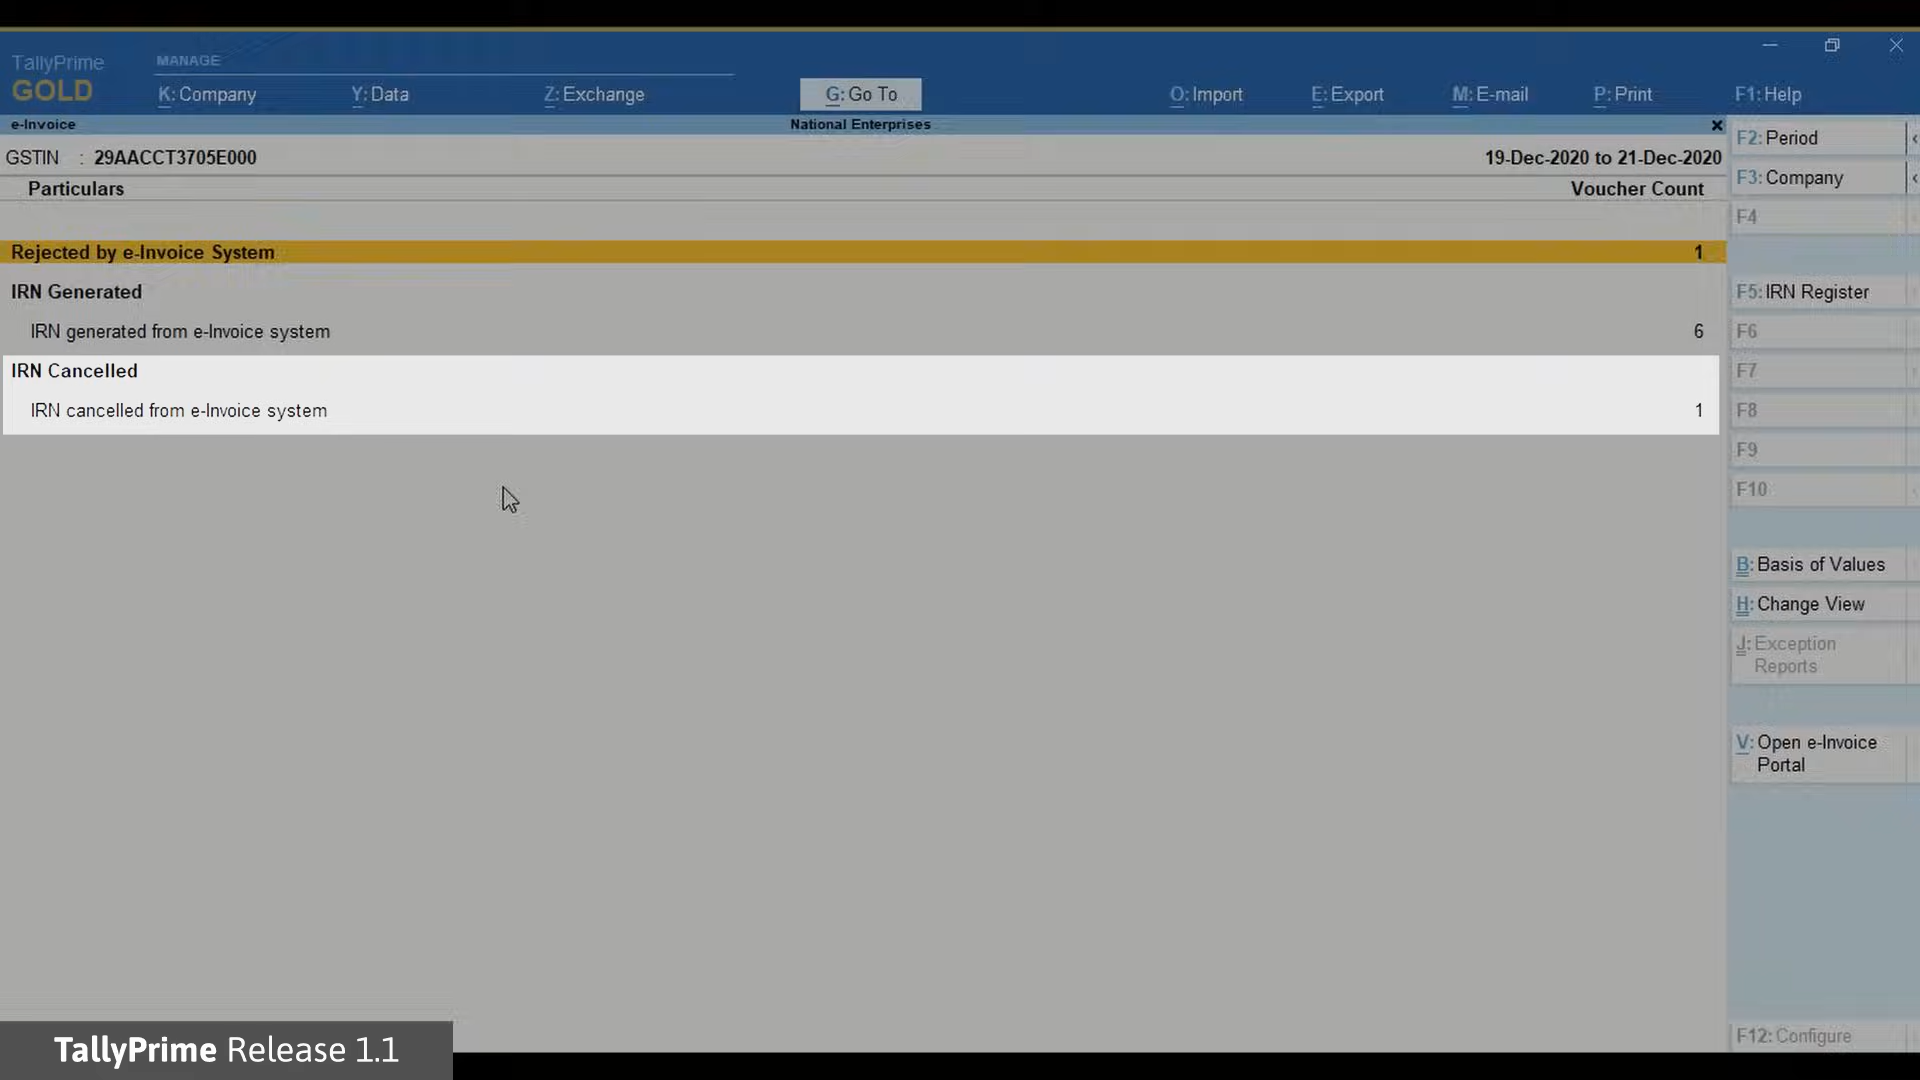 TallyPrime
GOLD
MANAGE
K: Company
Y: Data
Z: Exchange
G: Go To
O: Import
E: Export
M: E-mail
P: Print
F1: Help
e-Invoice
National Enterprises
GSTIN : 29AACCT3705E000
19-Dec-2020 to 21-Dec-2020
Particulars
Voucher Count
Rejected by e-Invoice System 1
IRN Generated
IRN generated from e-Invoice system 6
IRN Cancelled
IRN cancelled from e-Invoice system 1
F2: Period
F3: Company
F4
F5: IRN Register
F6
F7
F8
F9
F10
B: Basis of Values
H: Change View
J: Exception
Reports
V: Open e-Invoice
Portal
F12: Configure
TallyPrime Release 1.1